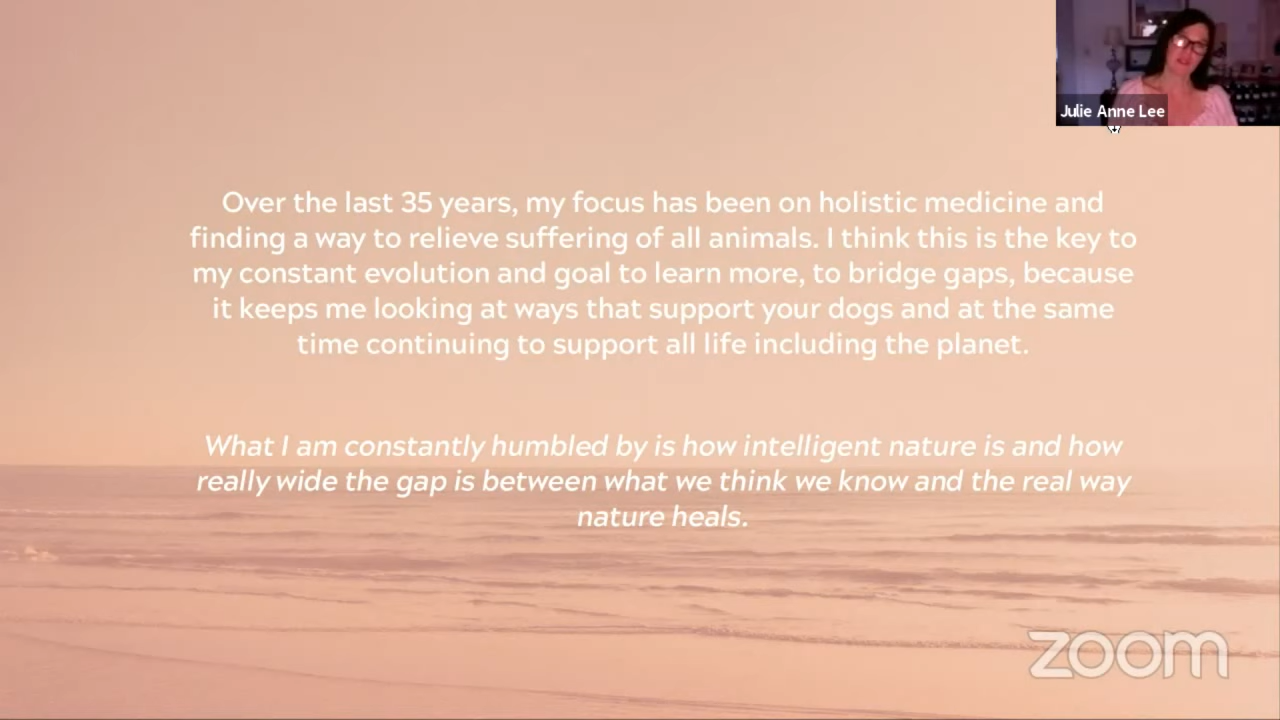 Julie Anne Lee
Over the last 35 years, my focus has been on holistic medicine and
finding a way to relieve suffering of all animals. I think this is the key to
my constant evolution and goal to learn more, to bridge gaps, because
it keeps me looking at ways that support your dogs and at the same
time continuing to support all life including the planet.
What I am constantly humbled by is how intelligent nature is and how
really wide the gap is between what we think we know and the real way
nature heals.
zoom